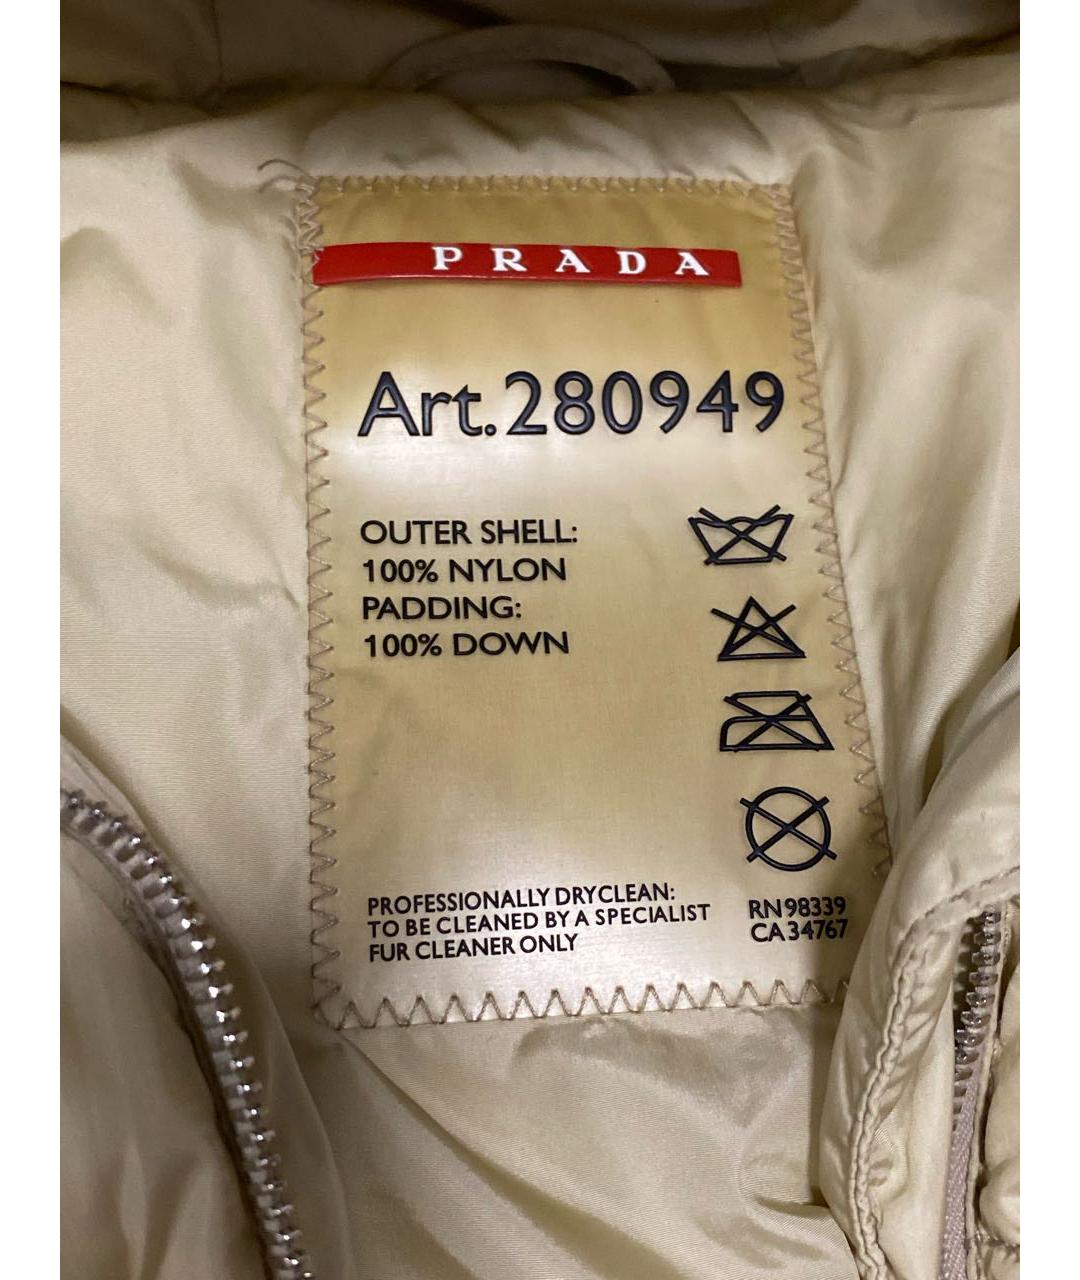 PRADA
Art.280949
OUTER SHELL:
100% NYLON
PADDING:
100% DOWN
PROFESSIONALLY DRYCLEAN:
TO BE CLEANED BY A SPECIALIST
FUR CLEANER ONLY
RN 98339
CA 34767